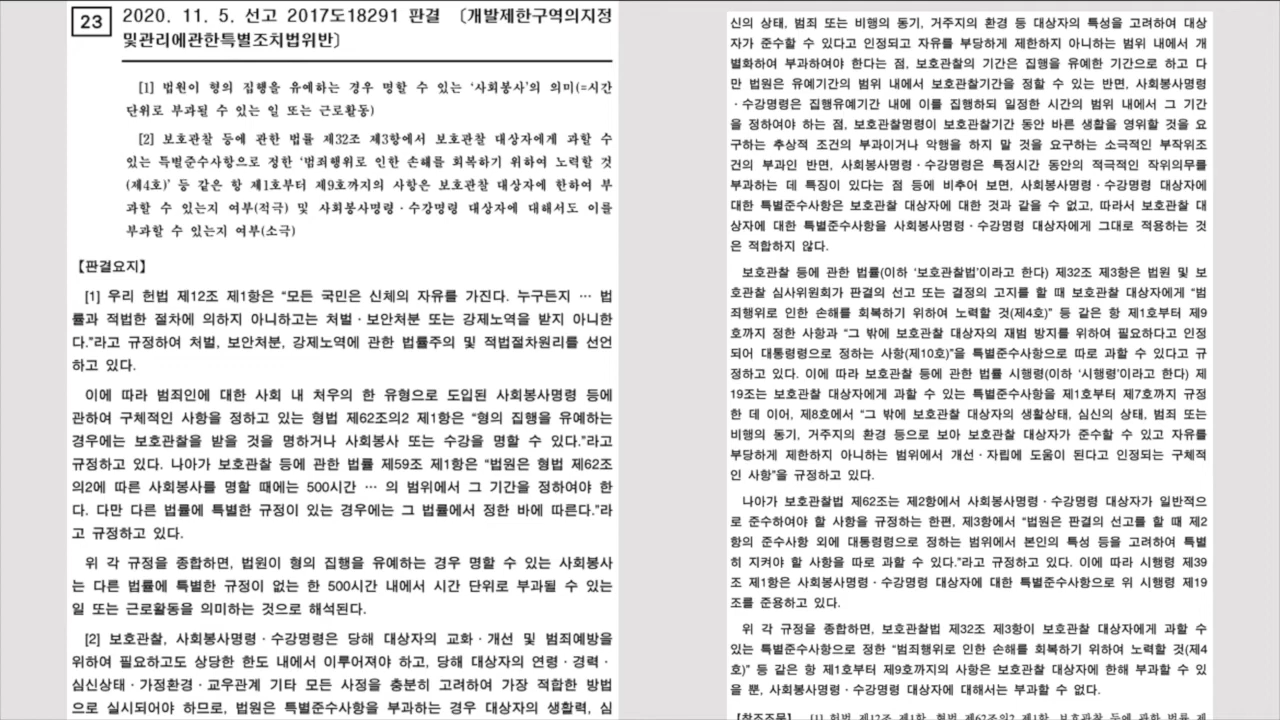 23
2020. 11. 5. 선고 2017도18291 판결 〔개발제한구역의지정
및관리에관한특별조치법위반〕
[1] 법원이 형의 집행을 유예하는 경우 명할 수 있는 ‘사회봉사’의 의미(=시간
단위로 부과될 수 있는 일 또는 근로활동)
[2] 보호관찰 등에 관한 법률 제32조 제3항에서 보호관찰 대상자에게 과할 수
있는 특별준수사항으로 정한 ‘범죄행위로 인한 손해를 회복하기 위하여 노력할 것
(제4호)’ 등 같은 항 제1호부터 제9호까지의 사항은 보호관찰 대상자에 한하여 부
과할 수 있는지 여부(적극) 및 사회봉사명령·수강명령 대상자에 대해서도 이를
부과할 수 있는지 여부(소극)
【판결요지】
[1] 우리 헌법 제12조 제1항은 “모든 국민은 신체의 자유를 가진다. 누구든지 … 법
률과 적법한 절차에 의하지 아니하고는 처벌·보안처분 또는 강제노역을 받지 아니한
다.”라고 규정하여 처벌, 보안처분, 강제노역에 관한 법률주의 및 적법절차원리를 선언
하고 있다.
이에 따라 범죄인에 대한 사회 내 처우의 한 유형으로 도입된 사회봉사명령 등에
관하여 구체적인 사항을 정하고 있는 형법 제62조의2 제1항은 “형의 집행을 유예하는
경우에는 보호관찰을 받을 것을 명하거나 사회봉사 또는 수강을 명할 수 있다.”라고
규정하고 있다. 나아가 보호관찰 등에 관한 법률 제59조 제1항은 “법원은 형법 제62조
의2에 따른 사회봉사를 명할 때에는 500시간 … 의 범위에서 그 기간을 정하여야 한
다. 다만 다른 법률에 특별한 규정이 있는 경우에는 그 법률에서 정한 바에 따른다.”라
고 규정하고 있다.
위 각 규정을 종합하면, 법원이 형의 집행을 유예하는 경우 명할 수 있는 사회봉사
는 다른 법률에 특별한 규정이 없는 한 500시간 내에서 시간 단위로 부과될 수 있는
일 또는 근로활동을 의미하는 것으로 해석된다.
[2] 보호관찰, 사회봉사명령·수강명령은 당해 대상자의 교화·개선 및 범죄예방을
위하여 필요하고도 상당한 한도 내에서 이루어져야 하고, 당해 대상자의 연령·경력·
심신상태·가정환경·교우관계 기타 모든 사정을 충분히 고려하여 가장 적합한 방법
으로 실시되어야 하므로, 법원은 특별준수사항을 부과하는 경우 대상자의 생활력, 심
신의 상태, 범죄 또는 비행의 동기, 거주지의 환경 등 대상자의 특성을 고려하여 대상
자가 준수할 수 있다고 인정되고 자유를 부당하게 제한하지 아니하는 범위 내에서 개
별화하여 부과하여야 한다는 점, 보호관찰의 기간은 집행을 유예한 기간으로 하고 다
만 법원은 유예기간의 범위 내에서 보호관찰기간을 정할 수 있는 반면, 사회봉사명령
·수강명령은 집행유예기간 내에 이를 집행하되 일정한 시간의 범위 내에서 그 기간
을 정하여야 하는 점, 보호관찰명령이 보호관찰기간 동안 바른 생활을 영위할 것을 요
구하는 추상적 조건의 부과이거나 악행을 하지 말 것을 요구하는 소극적인 부작위조
건의 부과인 반면, 사회봉사명령·수강명령은 특정시간 동안의 적극적인 작위의무를
부과하는 데 특징이 있다는 점 등에 비추어 보면, 사회봉사명령·수강명령 대상자에
대한 특별준수사항은 보호관찰 대상자에 대한 것과 같을 수 없고, 따라서 보호관찰 대
상자에 대한 특별준수사항을 사회봉사명령·수강명령 대상자에게 그대로 적용하는 것
은 적합하지 않다.
보호관찰 등에 관한 법률(이하 ‘보호관찰법’이라고 한다) 제32조 제3항은 법원 및 보
호관찰 심사위원회가 판결의 선고 또는 결정의 고지를 할 때 보호관찰 대상자에게 “범
죄행위로 인한 손해를 회복하기 위하여 노력할 것(제4호)” 등 같은 항 제1호부터 제9
호까지 정한 사항과 “그 밖에 보호관찰 대상자의 재범 방지를 위하여 필요하다고 인정
되어 대통령령으로 정하는 사항(제10호)”을 특별준수사항으로 따로 과할 수 있다고 규
정하고 있다. 이에 따라 보호관찰 등에 관한 법률 시행령(이하 ‘시행령’이라고 한다) 제
19조는 보호관찰 대상자에게 과할 수 있는 특별준수사항을 제1호부터 제7호까지 규정
한 데 이어, 제8호에서 “그 밖에 보호관찰 대상자의 생활상태, 심신의 상태, 범죄 또는
비행의 동기, 거주지의 환경 등으로 보아 보호관찰 대상자가 준수할 수 있고 자유를
부당하게 제한하지 아니하는 범위에서 개선·자립에 도움이 된다고 인정되는 구체적
인 사항”을 규정하고 있다.
나아가 보호관찰법 제62조는 제2항에서 사회봉사명령·수강명령 대상자가 일반적으
로 준수하여야 할 사항을 규정하는 한편, 제3항에서 “법원은 판결의 선고를 할 때 제2
항의 준수사항 외에 대통령령으로 정하는 범위에서 본인의 특성 등을 고려하여 특별
히 지켜야 할 사항을 따로 과할 수 있다.”라고 규정하고 있다. 이에 따라 시행령 제39
조 제1항은 사회봉사명령·수강명령 대상자에 대한 특별준수사항으로 위 시행령 제19
조를 준용하고 있다.
위 각 규정을 종합하면, 보호관찰법 제32조 제3항이 보호관찰 대상자에게 과할 수
있는 특별준수사항으로 정한 “범죄행위로 인한 손해를 회복하기 위하여 노력할 것(제4
호)” 등 같은 항 제1호부터 제9호까지의 사항은 보호관찰 대상자에 한해 부과할 수 있
을 뿐, 사회봉사명령·수강명령 대상자에 대해서는 부과할 수 없다.
【참조조문】 [1] 헌법 제12조 제1항, 형법 제62조의2 제1항, 보호관찰 등에 관한 법률 제